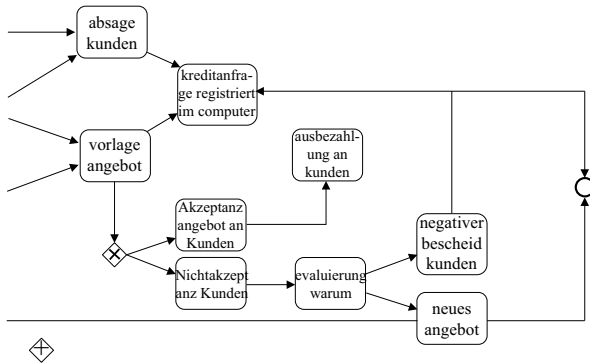 absage
kunden
kreditanfra-
age registriert
im computer
vorlage
angebot
ausbezahl-
ung an
kunden
Akzeptanz
angebot an
Kunden
Nichtakzept
anz Kunden
evaluierung
warum
negativer
bescheid
kunden
neues
angebot